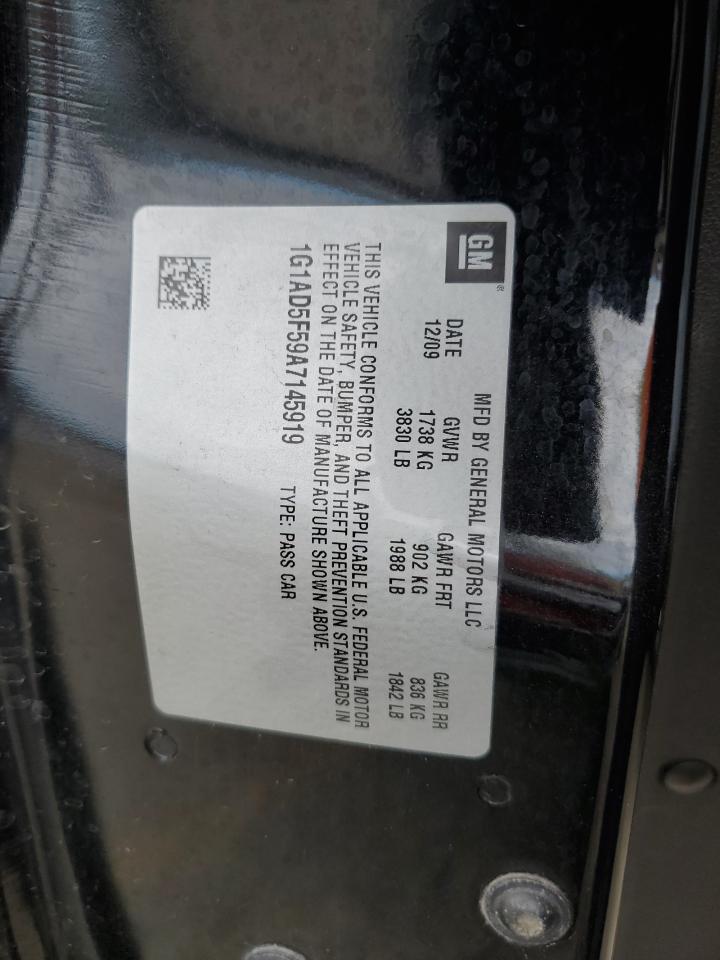 GM
MFD BY GENERAL MOTORS LLC
DATE GVWR GAWR FRT GAWR RR
12/09 1738 KG 902 KG 836 KG
3830 LB 1988 LB 1842 LB
THIS VEHICLE CONFORMS TO ALL APPLICABLE U.S. FEDERAL MOTOR
VEHICLE SAFETY, BUMPER, AND THEFT PREVENTION STANDARDS IN
EFFECT ON THE DATE OF MANUFACTURE SHOWN ABOVE.
1G1AD5F59A7145919 TYPE: PASS CAR